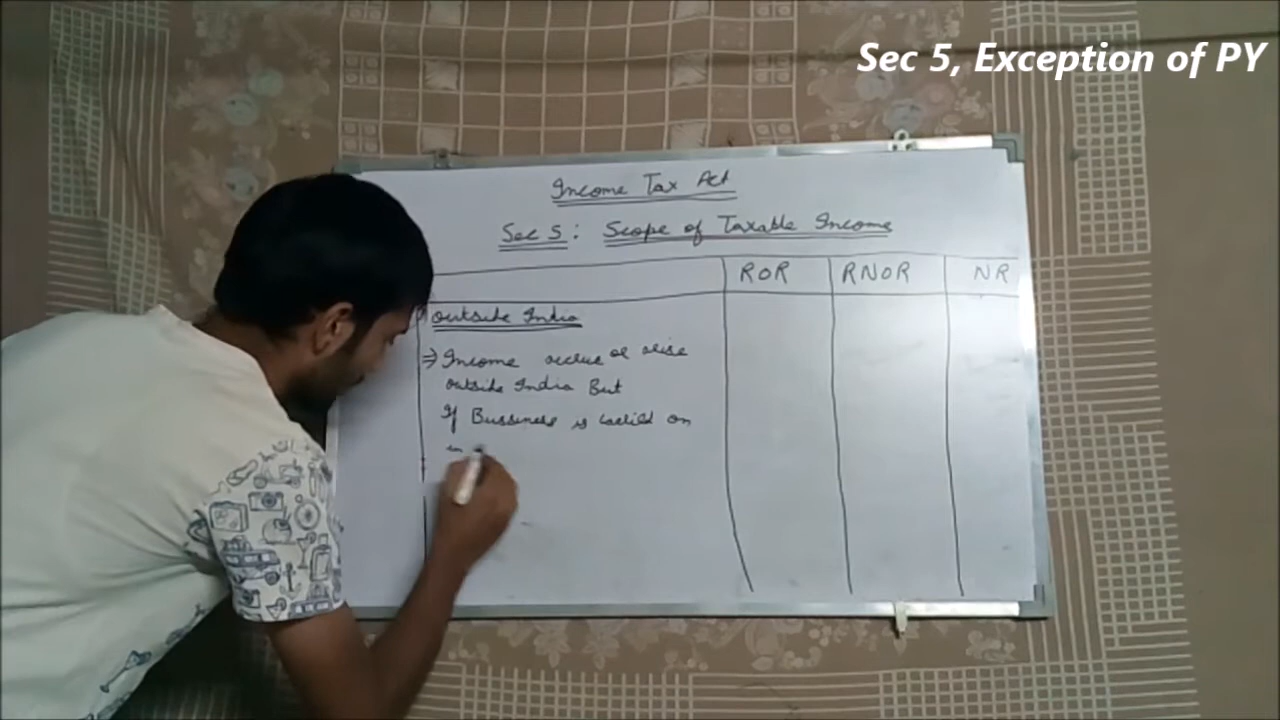 Sec 5, Exception of PY
Income Tax Act
Sec 5: Scope of Taxable Income
ROR RNOR NR
outside India
⇒ Income accrue or arise
outside India But
If Bussiness is carried on
in